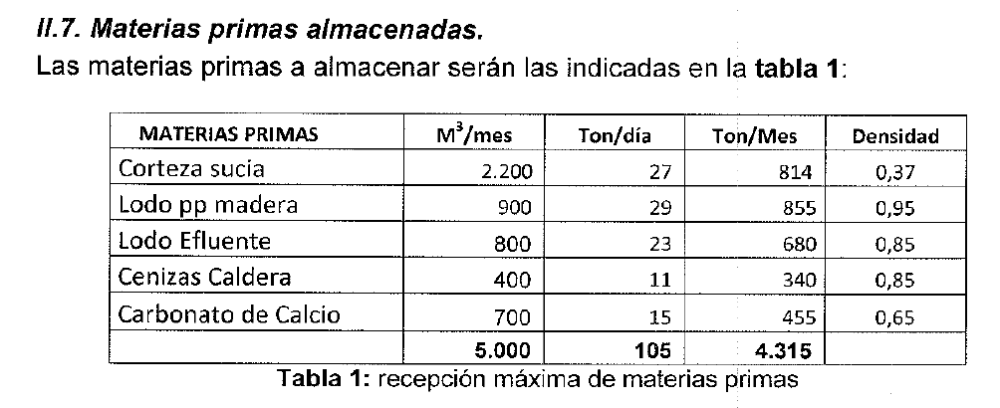 II.7. Materias primas almacenadas.
Las materias primas a almacenar serán las indicadas en la tabla 1:
MATERIAS PRIMAS M³/mes Ton/día Ton/Mes Densidad
Corteza sucia 2.200 27 814 0,37
Lodo pp madera 900 29 855 0,95
Lodo Efluente 800 23 680 0,85
Cenizas Caldera 400 11 340 0,85
Carbonato de Calcio 700 15 455 0,65
5.000 105 4.315
Tabla 1: recepción máxima de materias primas